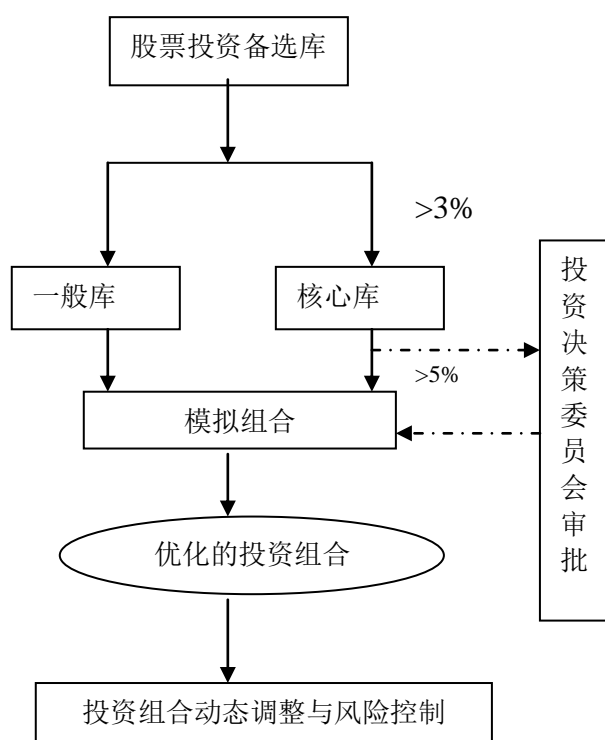 股票投资备选库
>3%
一般库
核心库
>5%
模拟组合
投资决策委员会审批
优化的投资组合
投资组合动态调整与风险控制